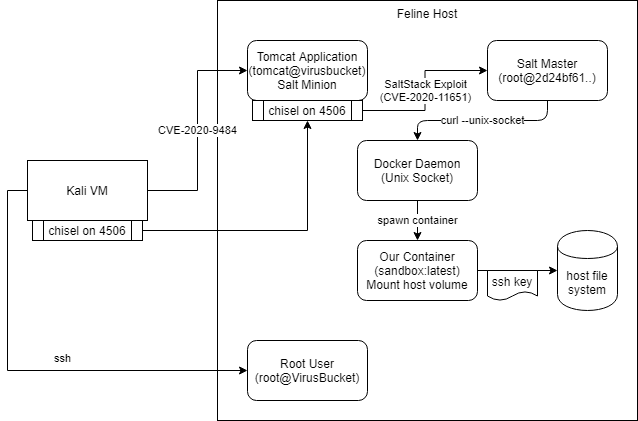 Feline Host
Tomcat Application
(tomcat@virusbucket)
Salt Minion
chisel on 4506
SaltStack Exploit
(CVE-2020-11651)
Salt Master
(root@2d24bf61..)
curl --unix-socket
CVE-2020-9484
Docker Daemon
(Unix Socket)
Kali VM
chisel on 4506
spawn container
Our Container
(sandbox:latest)
Mount host volume
ssh key
host file
system
ssh
Root User
(root@VirusBucket)